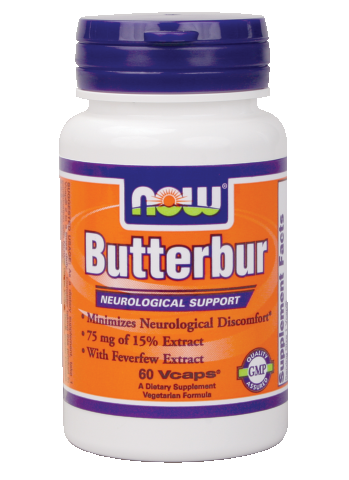 NOW®
Butterbur
NEUROLOGICAL SUPPORT
• Minimizes Neurological Discomfort*
• 75 mg of 15% Extract
• With Feverfew Extract
60 Vcaps®
A Dietary Supplement
Vegetarian Formula
QUALITY
GMP
ASSURED
Supplement Facts